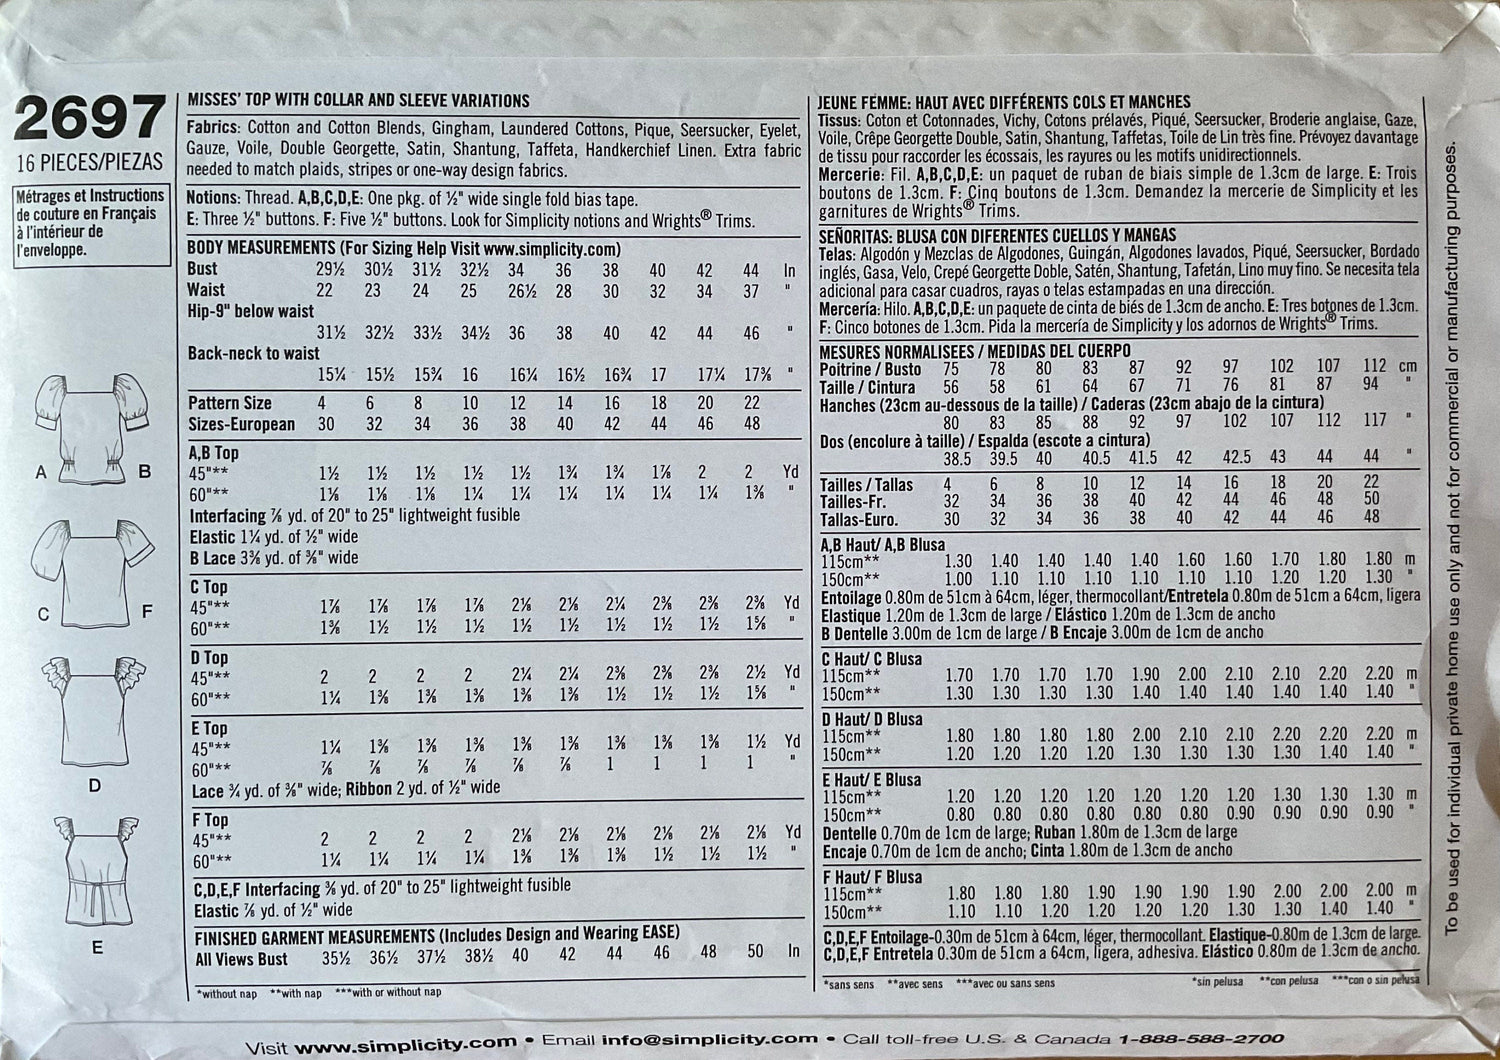 2697
16 PIECES/PIEZAS
Métrages et Instructions
de couture en Français
à l'intérieur de
l'enveloppe.
A
B
C
F
D
E
MISSES' TOP WITH COLLAR AND SLEEVE VARIATIONS
Fabrics: Cotton and Cotton Blends, Gingham, Laundered Cottons, Pique, Seersucker, Eyelet,
Gauze, Voile, Double Georgette, Satin, Shantung, Taffeta, Handkerchief Linen. Extra fabric
needed to match plaids, stripes or one-way design fabrics.
Notions: Thread. A,B,C,D,E: One pkg. of ½" wide single fold bias tape.
E: Three ½" buttons. F: Five ½" buttons. Look for Simplicity notions and Wrights® Trims.
BODY MEASUREMENTS (For Sizing Help Visit www.simplicity.com)
Bust 29½ 30½ 31½ 32½ 34 36 38 40 42 44 In
Waist 22 23 24 25 26½ 28 30 32 34 37 "
Hip-9" below waist
31½ 32½ 33½ 34½ 36 38 40 42 44 46 "
Back-neck to waist
15¼ 15½ 15¾ 16 16¼ 16½ 16¾ 17 17¼ 17⅜ "
Pattern Size 4 6 8 10 12 14 16 18 20 22
Sizes-European 30 32 34 36 38 40 42 44 46 48
A,B Top
45"** 1½ 1½ 1½ 1½ 1½ 1¾ 1¾ 1⅞ 2 2 Yd
60"** 1⅛ 1⅛ 1⅛ 1¼ 1¼ 1¼ 1¼ 1¼ 1¼ 1⅜ "
Interfacing ⅞ yd. of 20" to 25" lightweight fusible
Elastic 1¼ yd. of ½" wide
B Lace 3⅜ yd. of ⅜" wide
C Top
45"** 1⅞ 1⅞ 1⅞ 1⅞ 2⅛ 2⅛ 2¼ 2⅜ 2⅜ 2⅜ Yd
60"** 1⅜ 1½ 1½ 1½ 1½ 1½ 1½ 1½ 1½ 1⅝ "
D Top
45"** 2 2 2 2 2¼ 2¼ 2⅜ 2⅜ 2⅜ 2½ Yd
60"** 1¼ 1⅜ 1⅜ 1⅜ 1⅜ 1⅜ 1½ 1½ 1½ 1⅝ "
E Top
45"** 1¼ 1⅜ 1⅜ 1⅜ 1⅜ 1⅜ 1⅜ 1⅜ 1⅜ 1½ Yd
60"** ⅞ ⅞ ⅞ ⅞ ⅞ ⅞ 1 1 1 1 "
Lace ¾ yd. of ⅜" wide; Ribbon 2 yd. of ½" wide
F Top
45"** 2 2 2 2 2⅛ 2⅛ 2⅛ 2⅛ 2⅛ 2⅛ Yd
60"** 1¼ 1¼ 1¼ 1¼ 1⅜ 1⅜ 1⅜ 1½ 1½ 1½ "
C,D,E,F Interfacing ⅜ yd. of 20" to 25" lightweight fusible
Elastic ⅞ yd. of ½" wide
FINISHED GARMENT MEASUREMENTS (Includes Design and Wearing EASE)
All Views Bust 35½ 36½ 37½ 38½ 40 42 44 46 48 50 In
*without nap **with nap ***with or without nap
JEUNE FEMME: HAUT AVEC DIFFÉRENTS COLS ET MANCHES
Tissus: Coton et Cotonnades, Vichy, Cotons prélavés, Piqué, Seersucker, Broderie anglaise, Gaze,
Voile, Crêpe Georgette Double, Satin, Shantung, Taffetas, Toile de Lin très fine. Prévoyez davantage
de tissu pour raccorder les écossais, les rayures ou les motifs unidirectionnels.
Mercerie: Fil. A,B,C,D,E: un paquet de ruban de biais simple de 1.3cm de large. E: Trois
boutons de 1.3cm. F: Cinq boutons de 1.3cm. Demandez la mercerie de Simplicity et les
garnitures de Wrights® Trims.
SEÑORITAS: BLUSA CON DIFERENTES CUELLOS Y MANGAS
Telas: Algodón y Mezclas de Algodones, Guingán, Algodones lavados, Piqué, Seersucker, Bordado
inglés, Gasa, Velo, Crepé Georgette Doble, Satén, Shantung, Tafetán, Lino muy fino. Se necesita tela
adicional para casar cuadros, rayas o telas estampadas en una dirección.
Mercería: Hilo. A,B,C,D,E: un paquete de cinta de biés de 1.3cm de ancho. E: Tres botones de 1.3cm.
F: Cinco botones de 1.3cm. Pida la mercería de Simplicity y los adornos de Wrights® Trims.
MESURES NORMALISEES / MEDIDAS DEL CUERPO
Poitrine / Busto 75 78 80 83 87 92 97 102 107 112 cm
Taille / Cintura 56 58 61 64 67 71 76 81 87 94 "
Hanches (23cm au-dessous de la taille) / Caderas (23cm abajo de la cintura)
80 83 85 88 92 97 102 107 112 117 "
Dos (encolure à taille) / Espalda (escote a cintura)
38.5 39.5 40 40.5 41.5 42 42.5 43 44 44 "
Tailles / Tallas 4 6 8 10 12 14 16 18 20 22
Tailles-Fr. 32 34 36 38 40 42 44 46 48 50
Tallas-Euro. 30 32 34 36 38 40 42 44 46 48
A,B Haut/ A,B Blusa
115cm** 1.30 1.40 1.40 1.40 1.40 1.60 1.60 1.70 1.80 1.80 m
150cm** 1.00 1.10 1.10 1.10 1.10 1.10 1.10 1.20 1.20 1.30 "
Entoilage 0.80m de 51cm à 64cm, léger, thermocollant/Entretela 0.80m de 51cm a 64cm, ligera
Elastique 1.20m de 1.3cm de large / Elástico 1.20m de 1.3cm de ancho
B Dentelle 3.00m de 1cm de large / B Encaje 3.00m de 1cm de ancho
C Haut/ C Blusa
115cm** 1.70 1.70 1.70 1.70 1.90 2.00 2.10 2.10 2.20 2.20 m
150cm** 1.30 1.30 1.30 1.30 1.40 1.40 1.40 1.40 1.40 1.40 "
D Haut/ D Blusa
115cm** 1.80 1.80 1.80 1.80 2.00 2.10 2.10 2.20 2.20 2.20 m
150cm** 1.20 1.20 1.20 1.20 1.30 1.30 1.30 1.30 1.40 1.40 "
E Haut/ E Blusa
115cm** 1.20 1.20 1.20 1.20 1.20 1.20 1.20 1.30 1.30 1.30 m
150cm** 0.80 0.80 0.80 0.80 0.80 0.80 0.90 0.90 0.90 0.90 "
Dentelle 0.70m de 1cm de large; Ruban 1.80m de 1.3cm de large
Encaje 0.70m de 1cm de ancho; Cinta 1.80m de 1.3cm de ancho
F Haut/ F Blusa
115cm** 1.80 1.80 1.80 1.90 1.90 1.90 1.90 2.00 2.00 2.00 m
150cm** 1.10 1.10 1.20 1.20 1.20 1.20 1.30 1.30 1.40 1.40 "
C,D,E,F Entoilage-0.30m de 51cm à 64cm, léger, thermocollant. Elastique-0.80m de 1.3cm de large.
C,D,E,F Entretela 0.30m de 51cm a 64cm, ligera, adhesiva. Elástico 0.80m de 1.3cm de ancho.
*sans sens **avec sens ***avec ou sans sens *sin pelusa **con pelusa ***con o sin pelusa
To be used for individual private home use only and not for commercial or manufacturing purposes.
Visit www.simplicity.com • Email info@simplicity.com • Call toll-free U.S. & Canada 1-888-588-2700